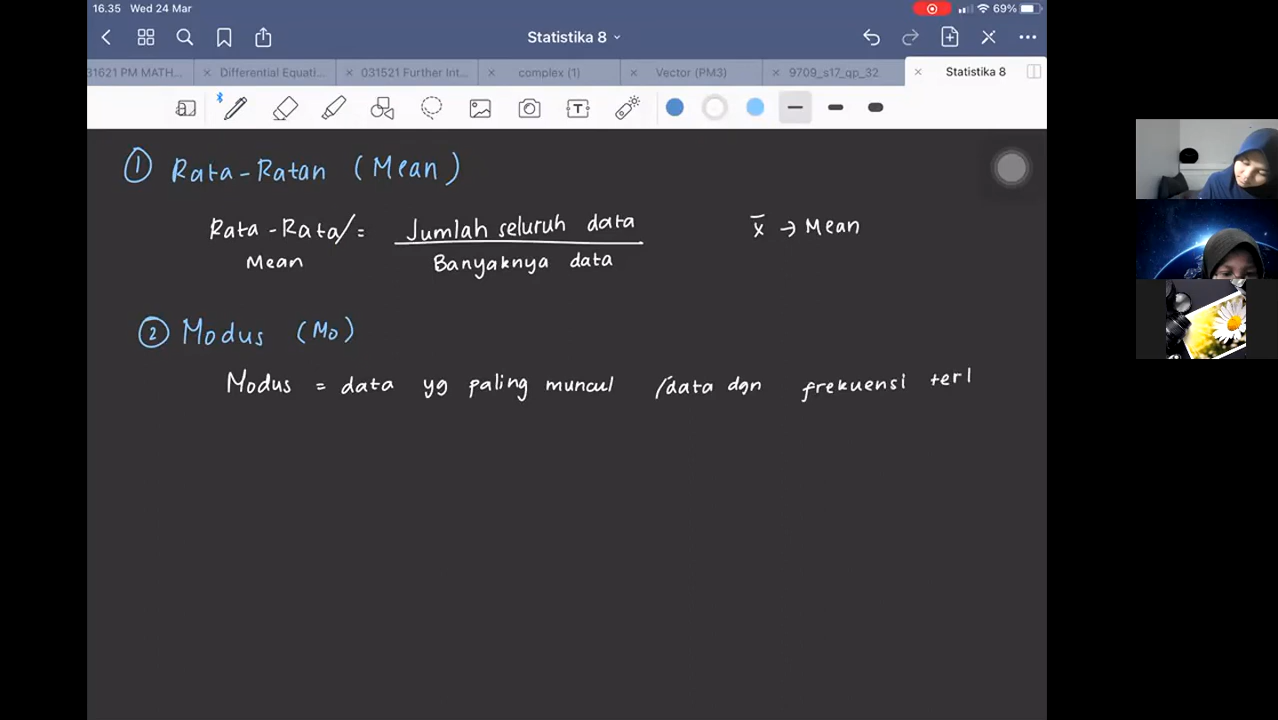 16.35 Wed 24 Mar
69%
Statistika 8
31621 PM MATH...
Differential Equati...
031521 Further Int...
complex (1)
Vector (PM3)
9709_s17_qp_32
Statistika 8
① Rata-Ratan (Mean)
Rata-Rata/ = Jumlah seluruh data
Mean Banyaknya data
x̄ → Mean
② Modus (Mo)
Modus = data yg paling muncul /data dgn frekuensi terl